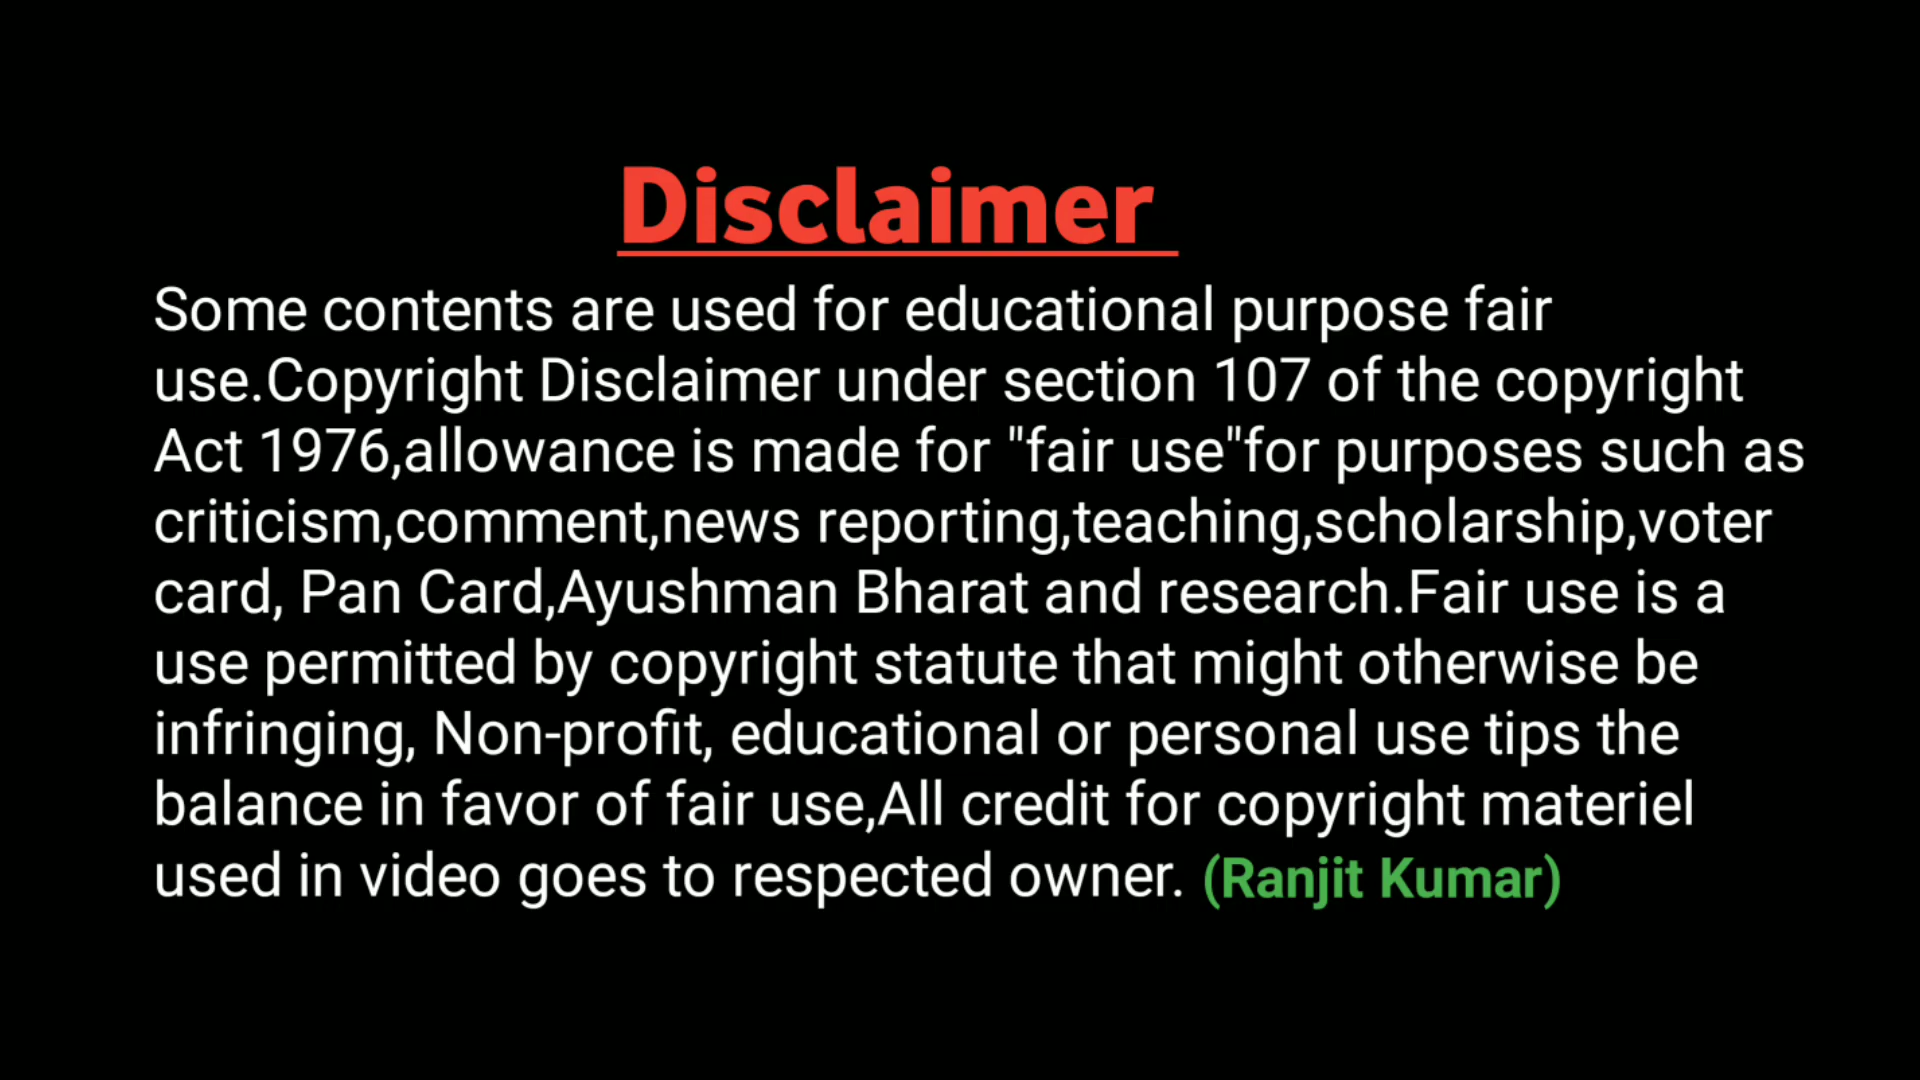 Disclaimer
Some contents are used for educational purpose fair
use.Copyright Disclaimer under section 107 of the copyright
Act 1976,allowance is made for "fair use"for purposes such as
criticism,comment,news reporting,teaching,scholarship,voter
card, Pan Card,Ayushman Bharat and research.Fair use is a
use permitted by copyright statute that might otherwise be
infringing, Non-profit, educational or personal use tips the
balance in favor of fair use,All credit for copyright materiel
used in video goes to respected owner. (Ranjit Kumar)